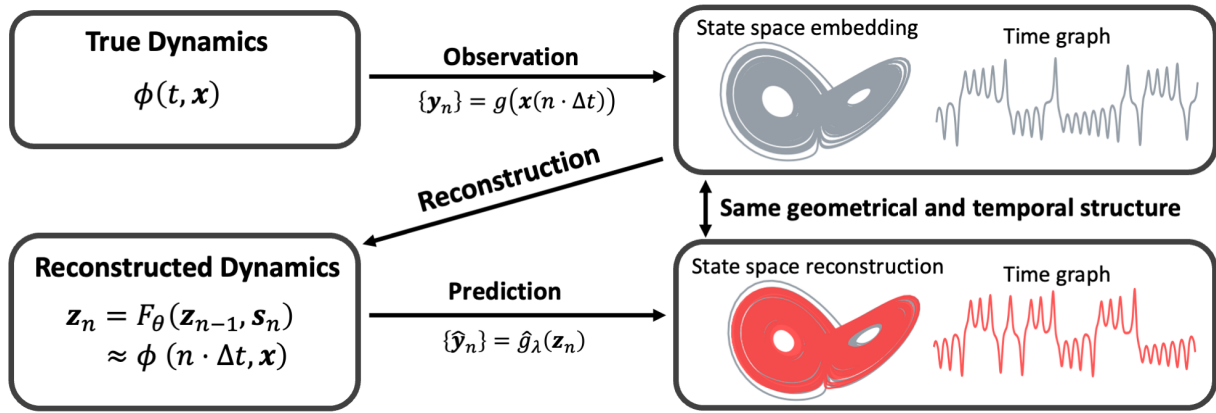 True Dynamics
𝜙(𝑡, 𝒙)
Observation
{𝒚ₙ} = 𝑔(𝒙(𝑛 ∙ Δ𝑡))
State space embedding
Time graph
Reconstruction
Same geometrical and temporal structure
Reconstructed Dynamics
𝒛ₙ = 𝐹_θ(𝒛ₙ₋₁, 𝒔ₙ)
≈ 𝜙 (𝑛 ∙ Δ𝑡, 𝒙)
Prediction
{𝒚̂ₙ} = 𝑔̂_λ(𝒛ₙ)
State space reconstruction
Time graph